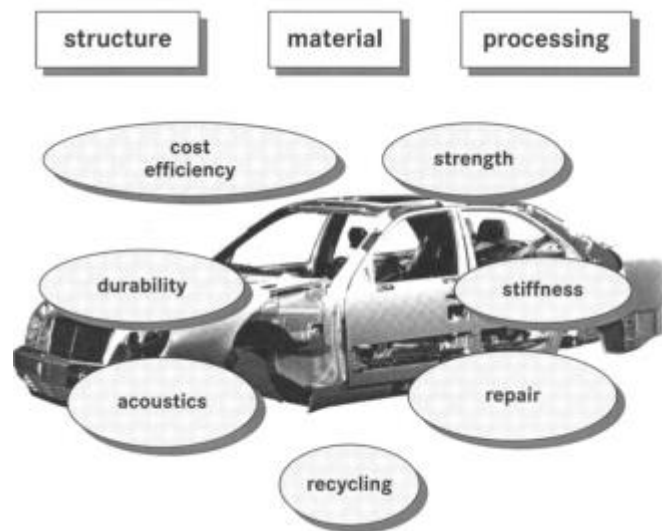 structure
material
processing
cost
efficiency
strength
durability
stiffness
acoustics
repair
recycling